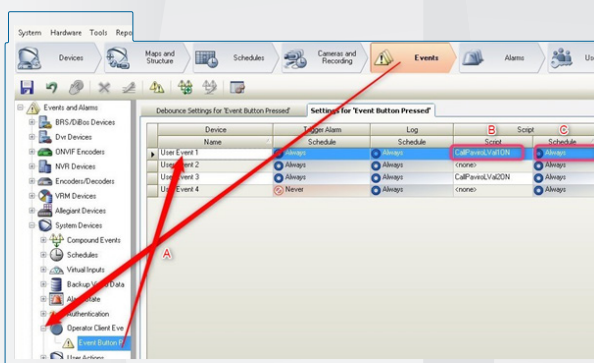 System Hardware Tools Repo
Devices Maps and Structure Schedules Cameras and Recording Events Alarms Us
Events and Alarms
BRS/DiBos Devices
Dvr Devices
ONVIF Encoders
NVR Devices
Encoders/Decoders
VRM Devices
Allegiant Devices
System Devices
Compound Events
Schedules
Virtual Inputs
Backup Data
Authentication
Operator Client Eve
Event Button P
User Actions
Debounce Settings for 'Event Button Pressed' Settings for 'Event Button Pressed'
Device Trigger Alarm Log B Script C
Name Schedule Schedule Script Schedule
User Event 1 Always Always CallPaviroLVal1ON Always
User Event 2 Always Always <none> Always
User Event 3 Always Always CallPaviroLVal2ON Always
User Event 4 Never Always <none> Always
A